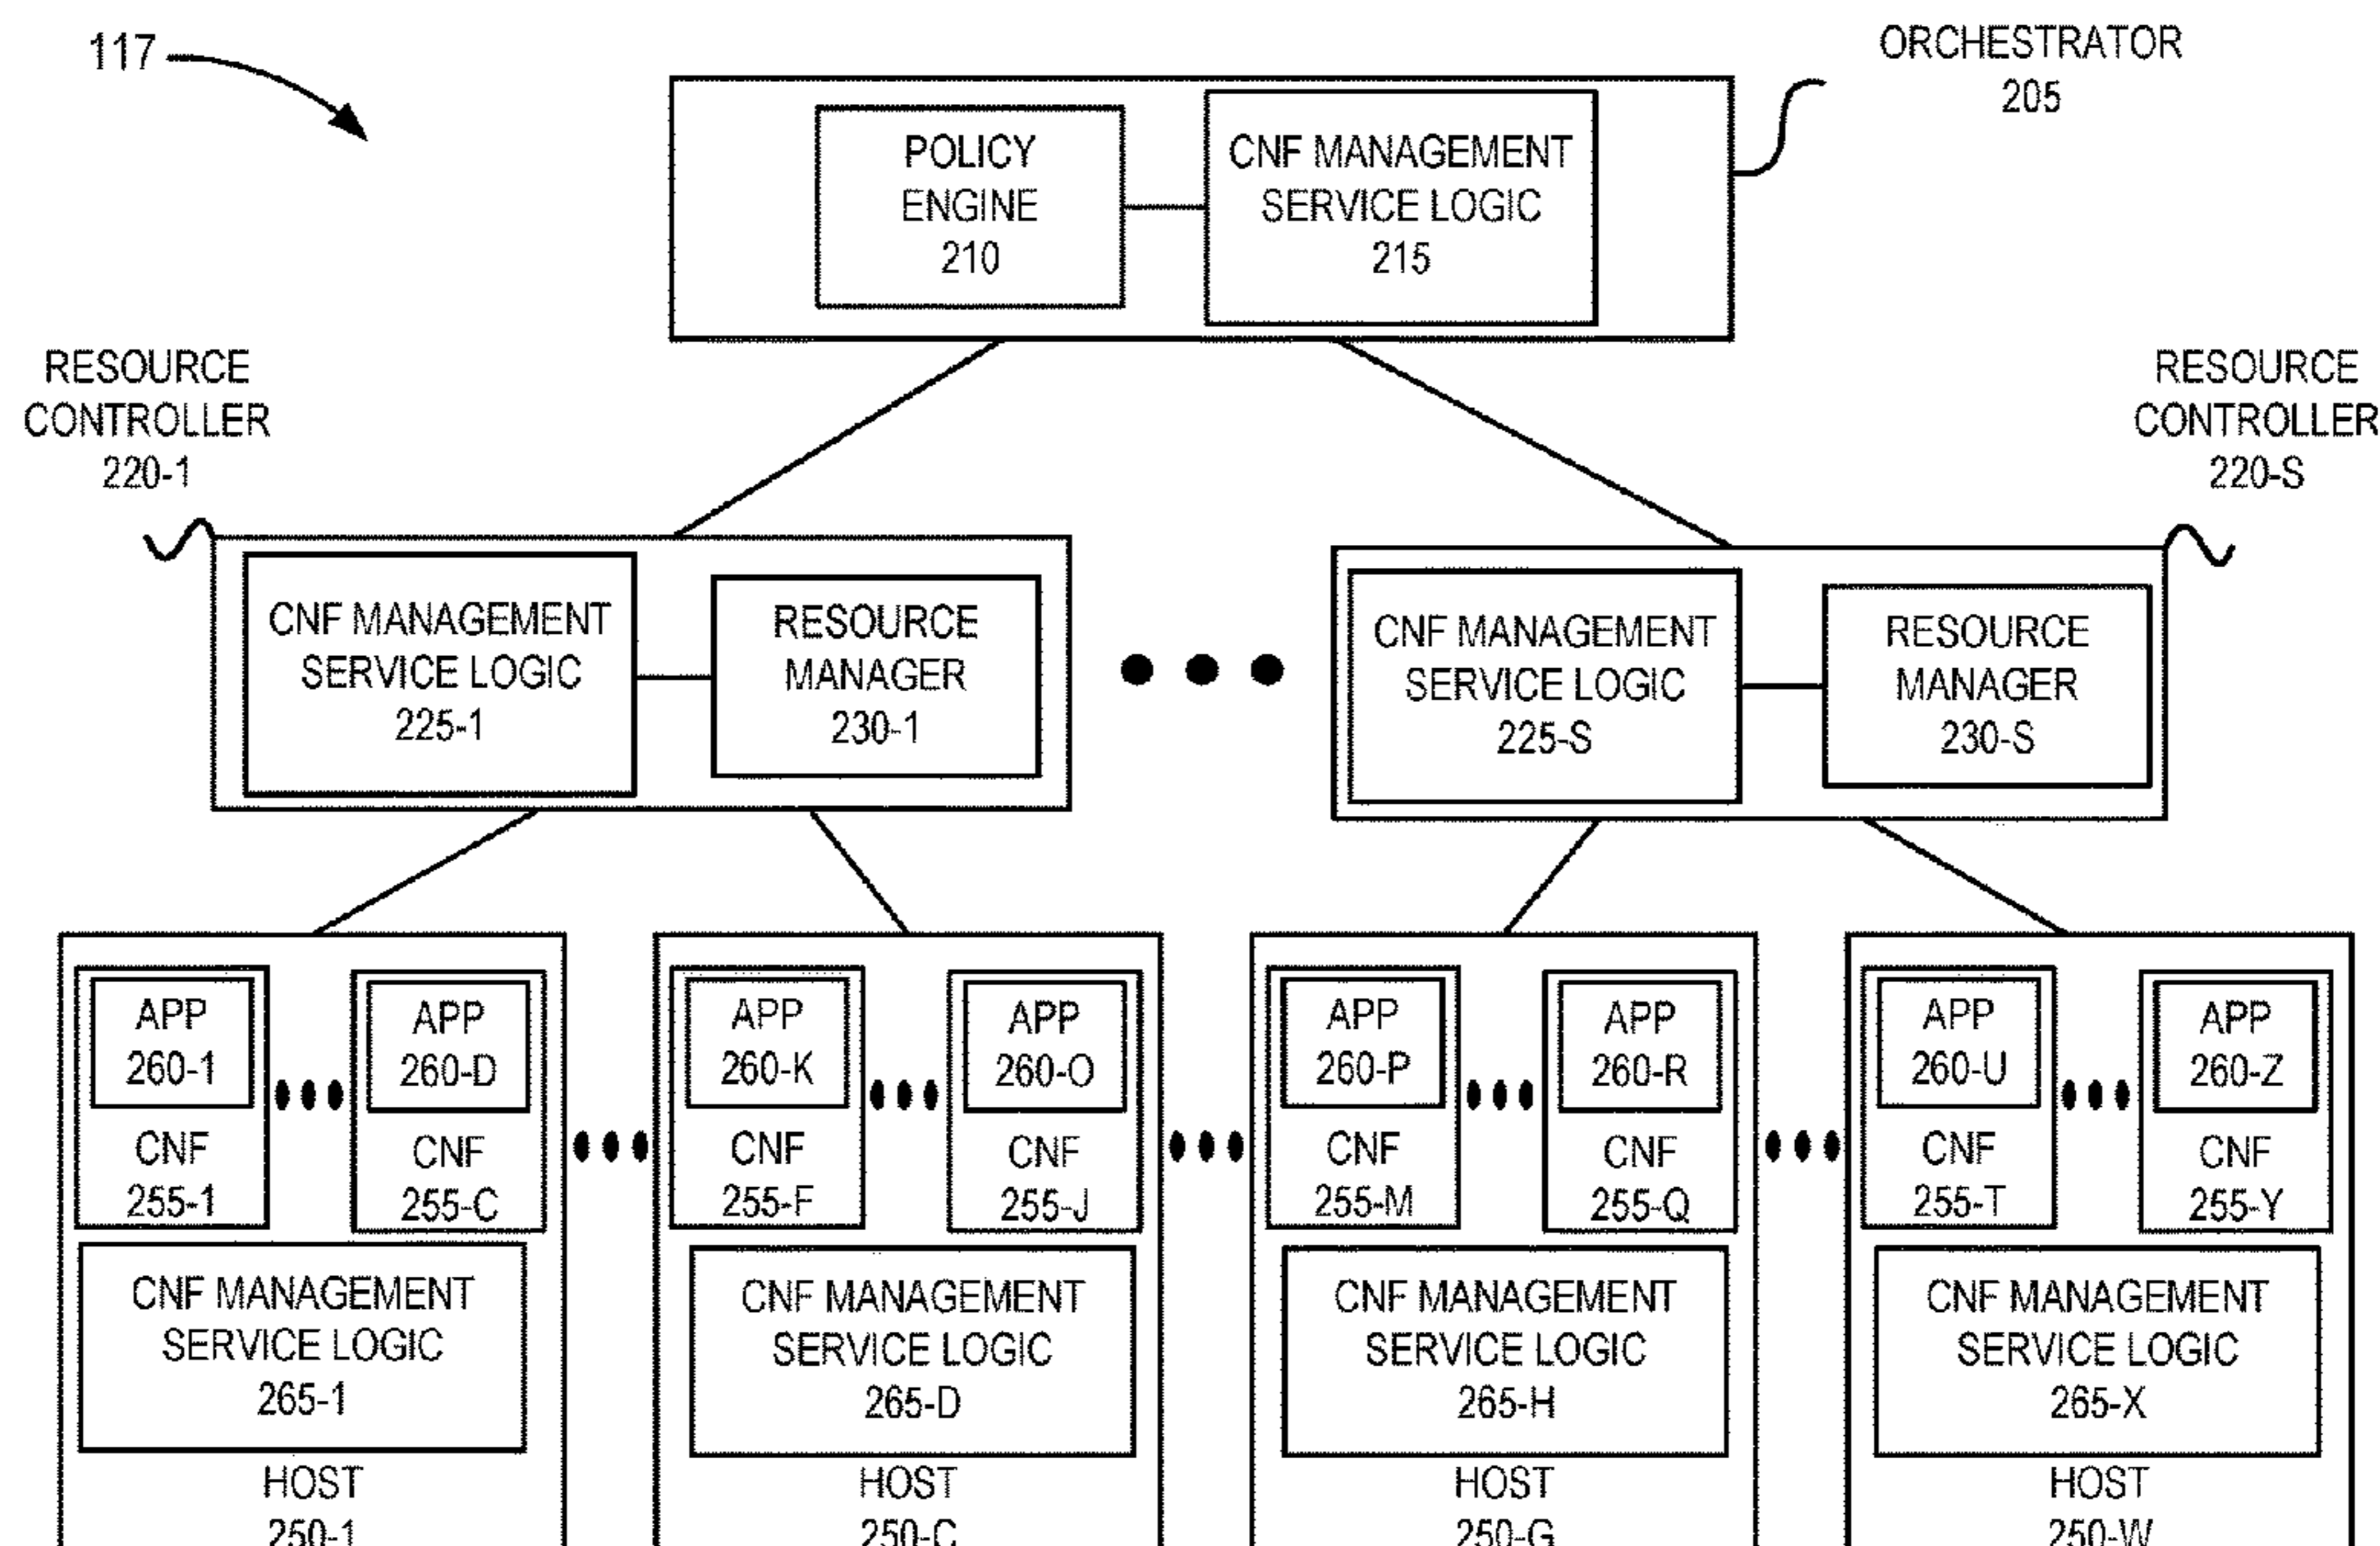 117
ORCHESTRATOR
205
POLICY
ENGINE
210
CNF MANAGEMENT
SERVICE LOGIC
215
RESOURCE
CONTROLLER
220-1
RESOURCE
CONTROLLER
220-S
CNF MANAGEMENT
SERVICE LOGIC
225-1
RESOURCE
MANAGER
230-1
CNF MANAGEMENT
SERVICE LOGIC
225-S
RESOURCE
MANAGER
230-S
APP
260-1
CNF
255-1
APP
260-D
CNF
255-C
CNF MANAGEMENT
SERVICE LOGIC
265-1
HOST
250-1
APP
260-K
CNF
255-F
APP
260-O
CNF
255-J
CNF MANAGEMENT
SERVICE LOGIC
265-D
HOST
250-C
APP
260-P
CNF
255-M
APP
260-R
CNF
255-Q
CNF MANAGEMENT
SERVICE LOGIC
265-H
HOST
250-G
APP
260-U
CNF
255-T
APP
260-Z
CNF
255-Y
CNF MANAGEMENT
SERVICE LOGIC
265-X
HOST
250-W